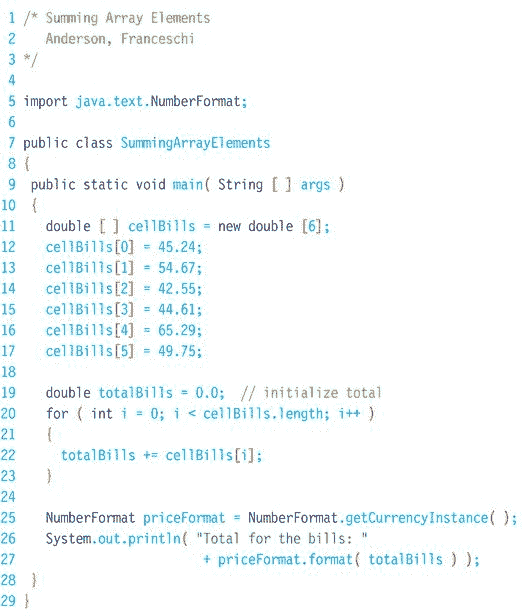 1 /* Summing Array Elements
2    Anderson, Franceschi
3 */
4
5 import java.text.NumberFormat;
6
7 public class SummingArrayElements
8 {
9  public static void main( String [ ] args )
10  {
11    double [ ] cellBills = new double [6];
12    cellBills[0] = 45.24;
13    cellBills[1] = 54.67;
14    cellBills[2] = 42.55;
15    cellBills[3] = 44.61;
16    cellBills[4] = 65.29;
17    cellBills[5] = 49.75;
18
19    double totalBills = 0.0;  // initialize total
20    for ( int i = 0; i < cellBills.length; i++ )
21    {
22      totalBills += cellBills[i];
23    }
24
25    NumberFormat priceFormat = NumberFormat.getCurrencyInstance( );
26    System.out.println( "Total for the bills: "
27                        + priceFormat.format( totalBills ) );
28  }
29 }